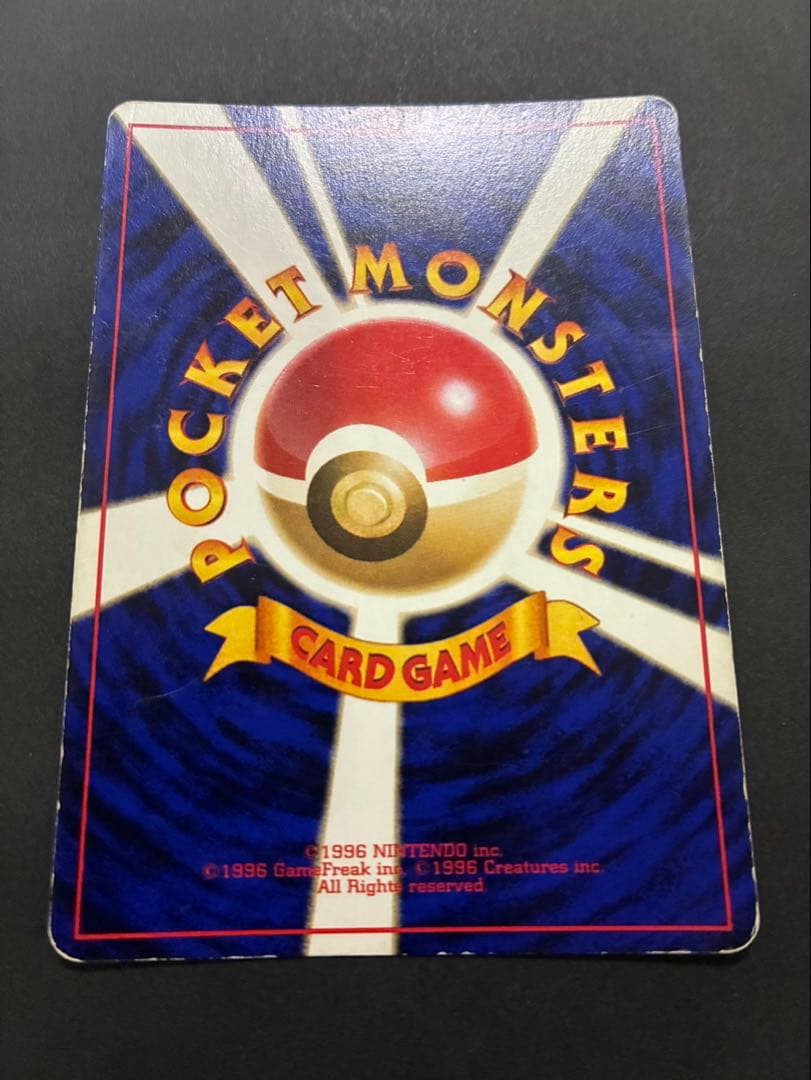 POCKET MONSTERS
CARD GAME
©1996 NINTENDO inc.
©1996 GameFreak inc. ©1996 Creatures inc.
All Rights reserved.